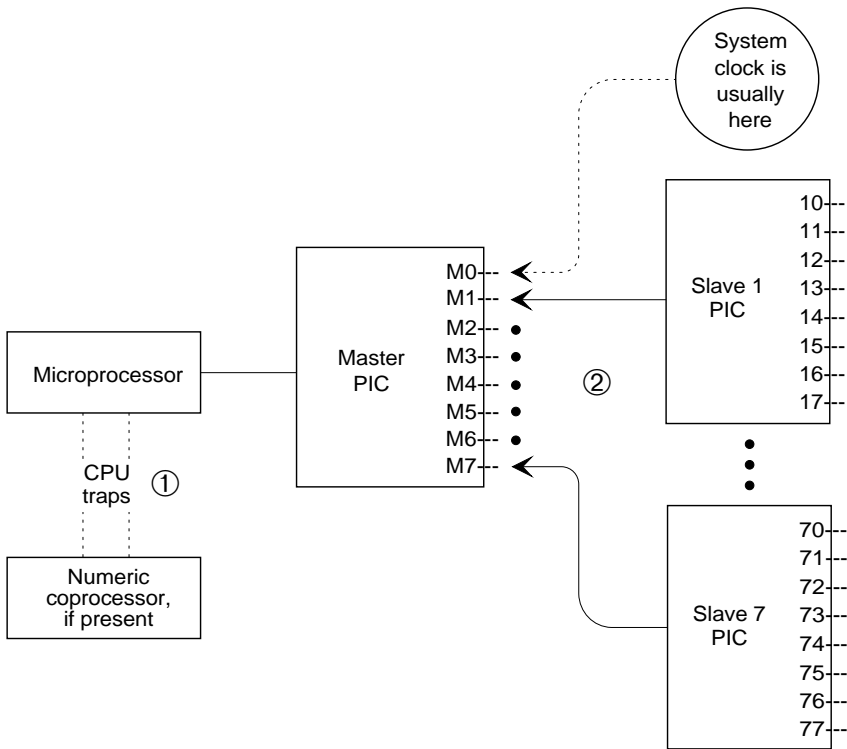 System
clock is
usually
here
Slave 1
PIC
10---
11---
12---
13---
14---
15---
16---
17---
Master
PIC
M0---
M1---
M2---
M3---
M4---
M5---
M6---
M7---
②
Microprocessor
CPU
traps
①
Numeric
coprocessor,
if present
Slave 7
PIC
70---
71---
72---
73---
74---
75---
76---
77---